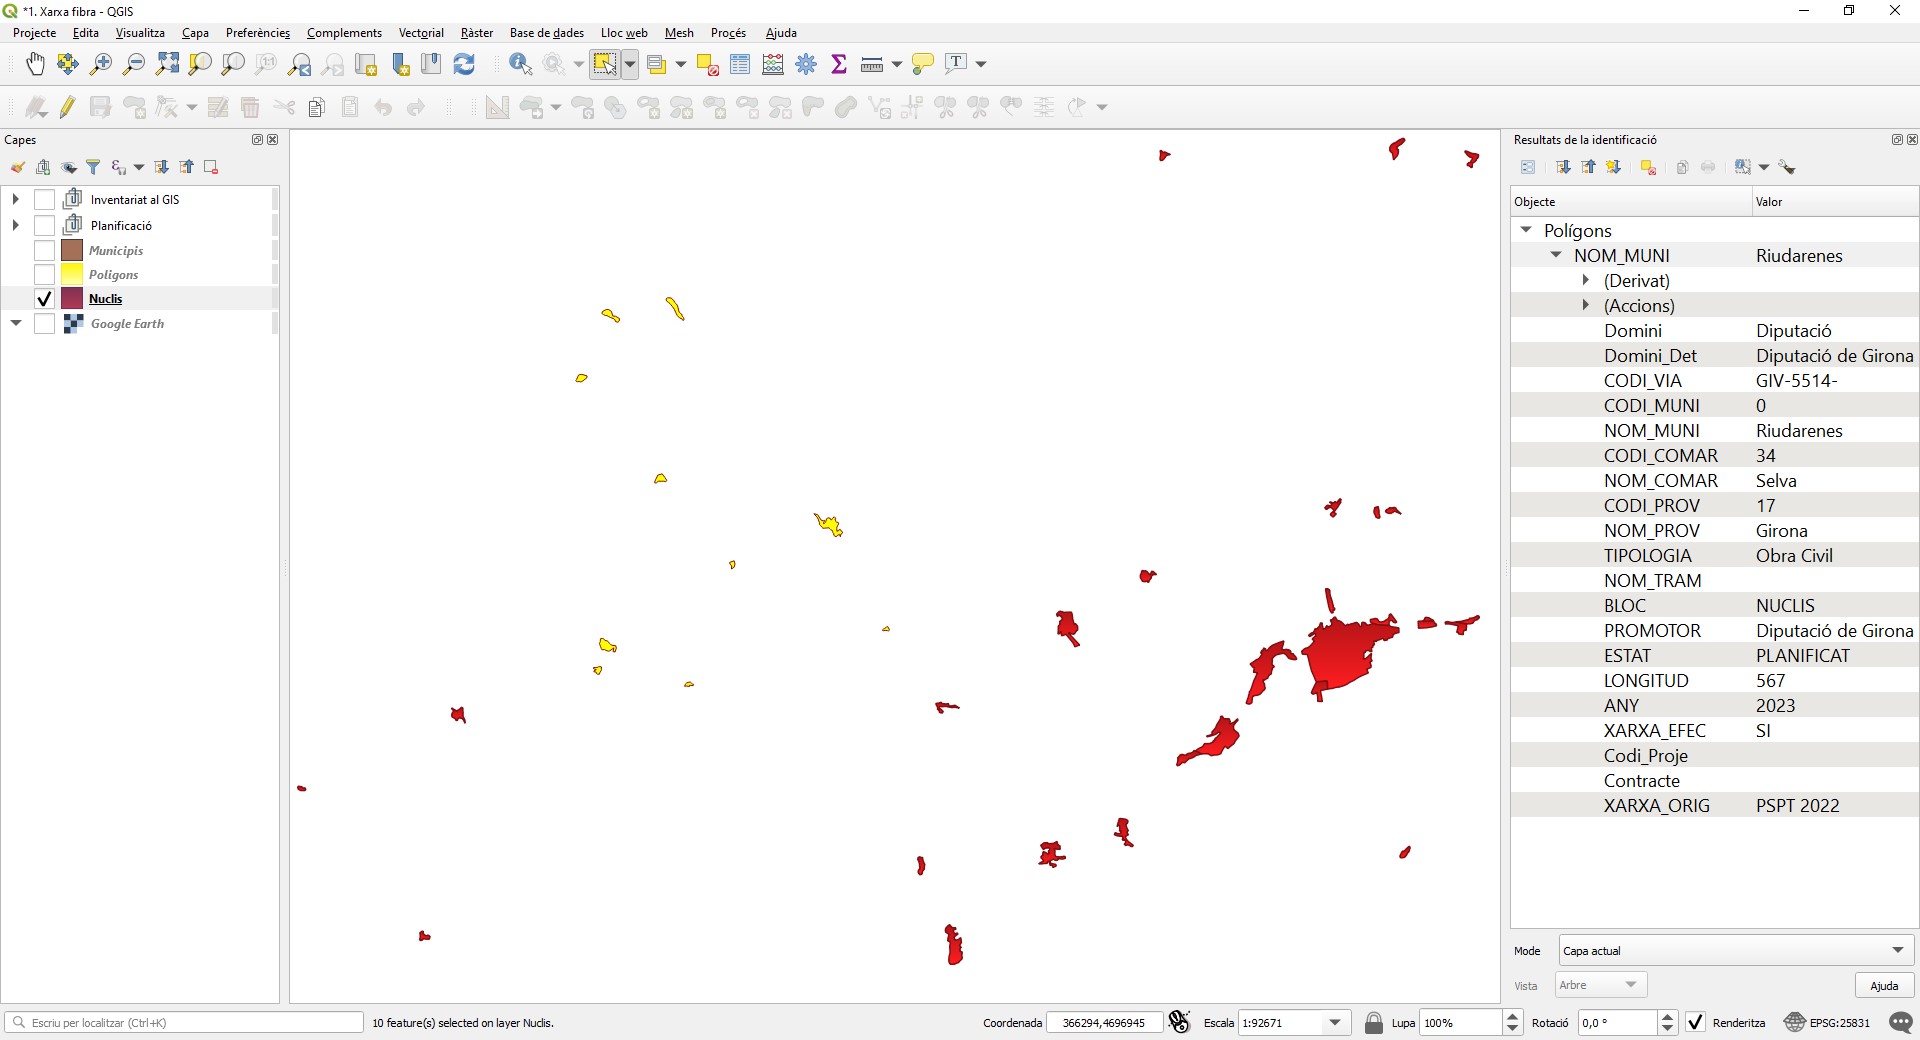 *1. Xarxa fibra - QGIS
Projecte Edita Visualitza Capa Preferències Complements Vectorial Ràster Base de dades Lloc web Mesh Procés Ajuda
Capes
Inventariat al GIS
Planificació
Municipis
Poligons
Nuclis
Google Earth
Resultats de la identificació
Objecte Valor
Polígons
NOM_MUNI Riudarenes
(Derivat)
(Accions)
Domini Diputació
Domini_Det Diputació de Girona
CODI_VIA GIV-5514-
CODI_MUNI 0
NOM_MUNI Riudarenes
CODI_COMAR 34
NOM_COMAR Selva
CODI_PROV 17
NOM_PROV Girona
TIPOLOGIA Obra Civil
NOM_TRAM
BLOC NUCLIS
PROMOTOR Diputació de Girona
ESTAT PLANIFICAT
LONGITUD 567
ANY 2023
XARXA_EFEC SI
Codi_Proje
Contracte
XARXA_ORIG PSPT 2022
Mode Capa actual
Vista Arbre Ajuda
Escriu per localitzar (Ctrl+K) 10 feature(s) selected on layer Nuclis. Coordenada 366294,4696945 Escala 1:92671 Lupa 100% Rotació 0,0 ° Renderitza EPSG:25831